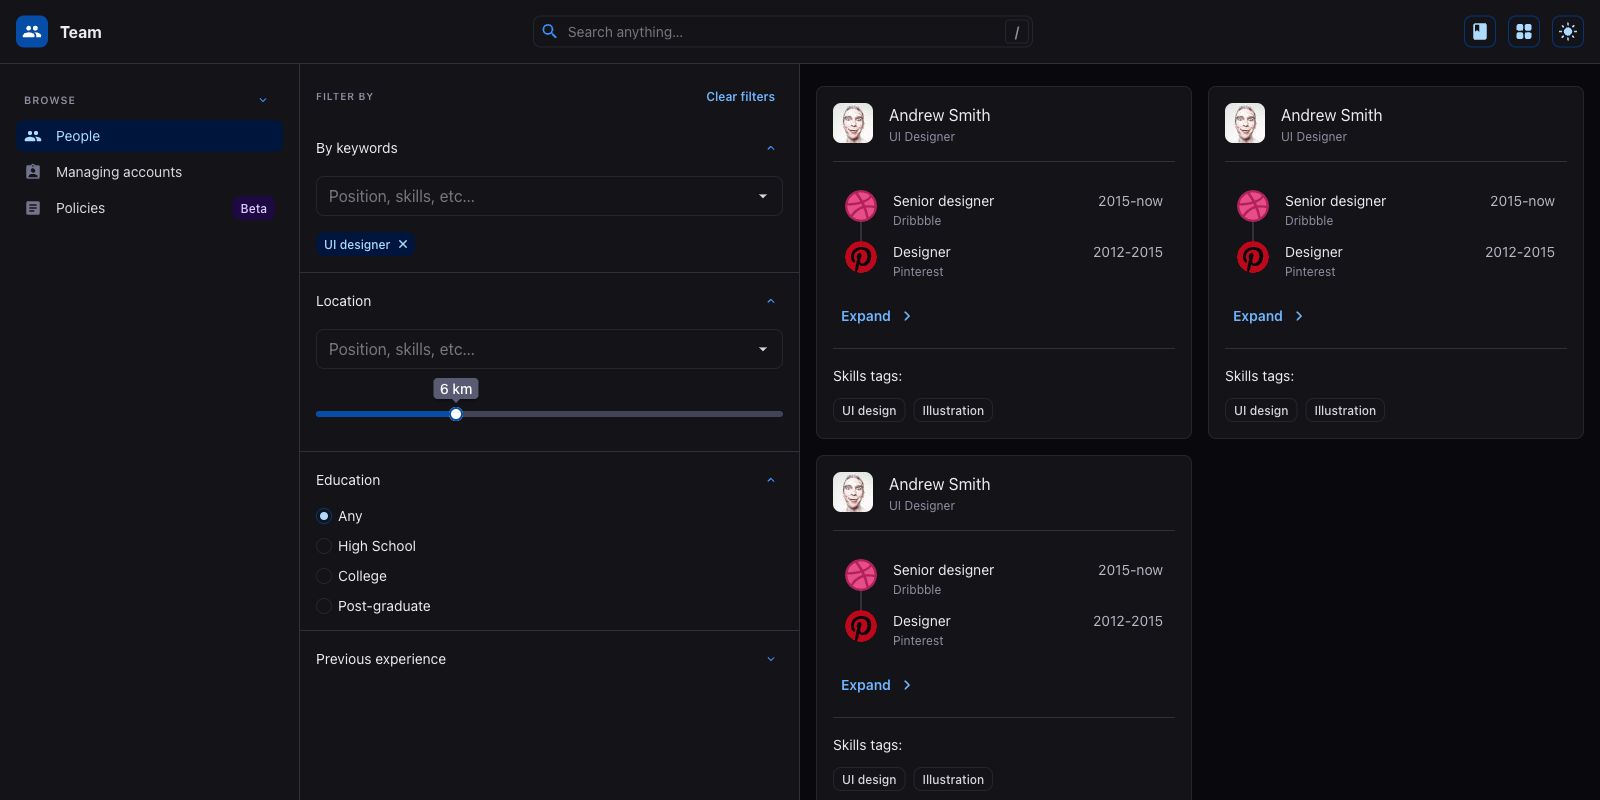 Team
Search anything...
/
BROWSE
People
Managing accounts
Policies
Beta
FILTER BY
Clear filters
By keywords
Position, skills, etc...
UI designer
Location
Position, skills, etc...
6 km
Education
Any
High School
College
Post-graduate
Previous experience
Andrew Smith
UI Designer
Senior designer
2015-now
Dribbble
Designer
2012-2015
Pinterest
Expand
Skills tags:
UI design
Illustration
Andrew Smith
UI Designer
Senior designer
2015-now
Dribbble
Designer
2012-2015
Pinterest
Expand
Skills tags:
UI design
Illustration
Andrew Smith
UI Designer
Senior designer
2015-now
Dribbble
Designer
2012-2015
Pinterest
Expand
Skills tags:
UI design
Illustration